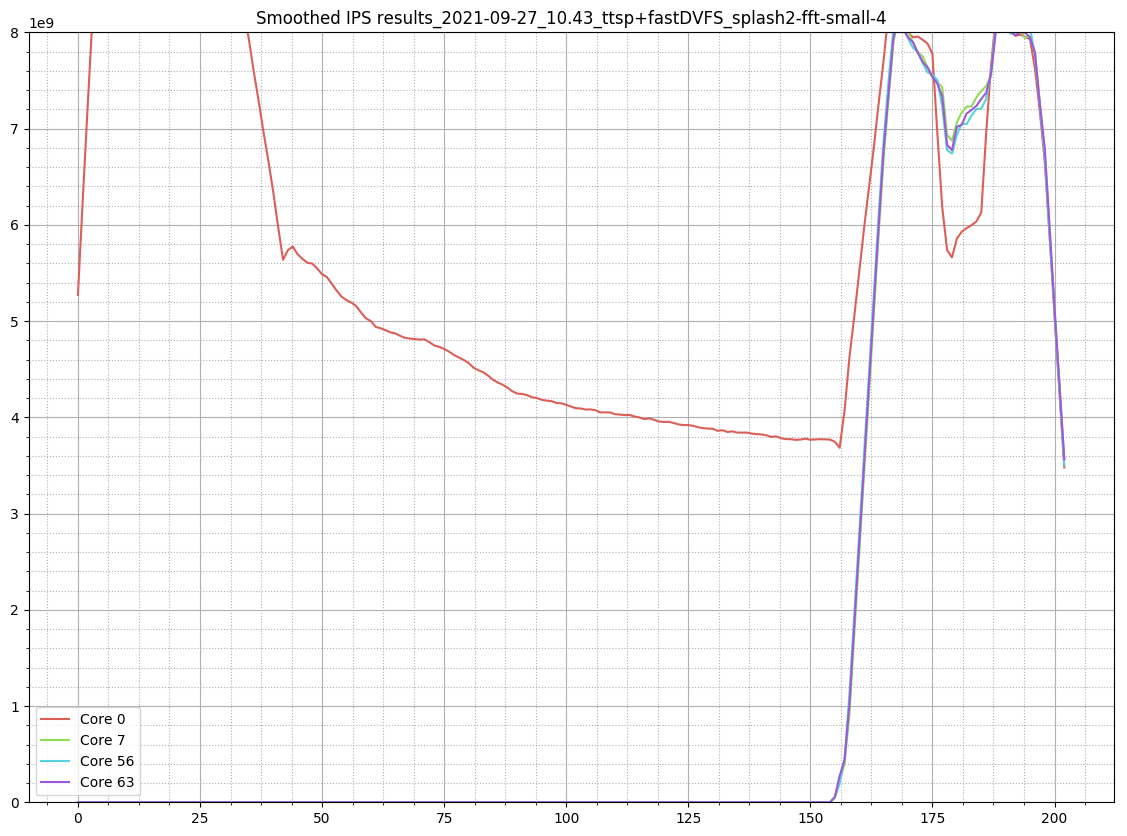 Smoothed IPS results_2021-09-27_10.43_ttsp+fastDVFS_splash2-fft-small-4
1e9
8
7
6
5
4
3
2
1
0
Core 0
Core 7
Core 56
Core 63
0 25 50 75 100 125 150 175 200